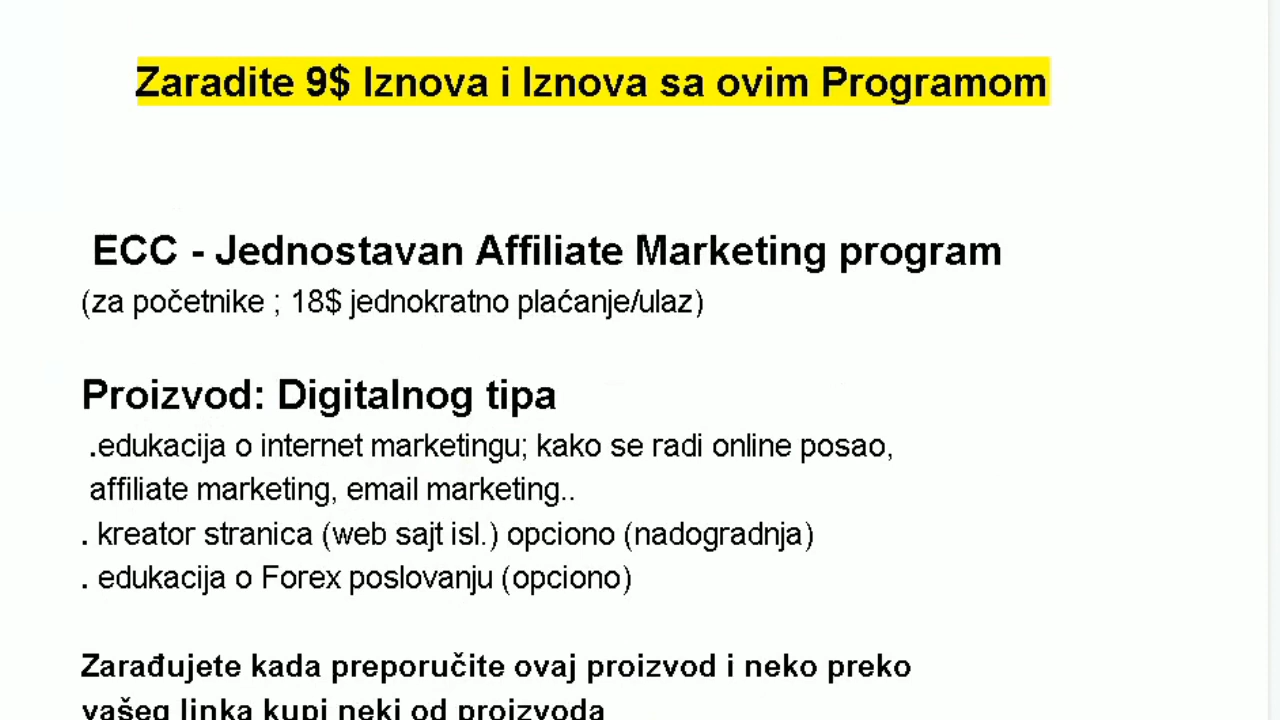 Zaradite 9$ Iznova i Iznova sa ovim Programom
ECC - Jednostavan Affiliate Marketing program
(za početnike ; 18$ jednokratno plaćanje/ulaz)
Proizvod: Digitalnog tipa
.edukacija o internet marketingu; kako se radi online posao,
affiliate marketing, email marketing..
. kreator stranica (web sajt isl.) opciono (nadogradnja)
. edukacija o Forex poslovanju (opciono)
Zarađujete kada preporučite ovaj proizvod i neko preko
vašeg linka kupi neki od proizvoda